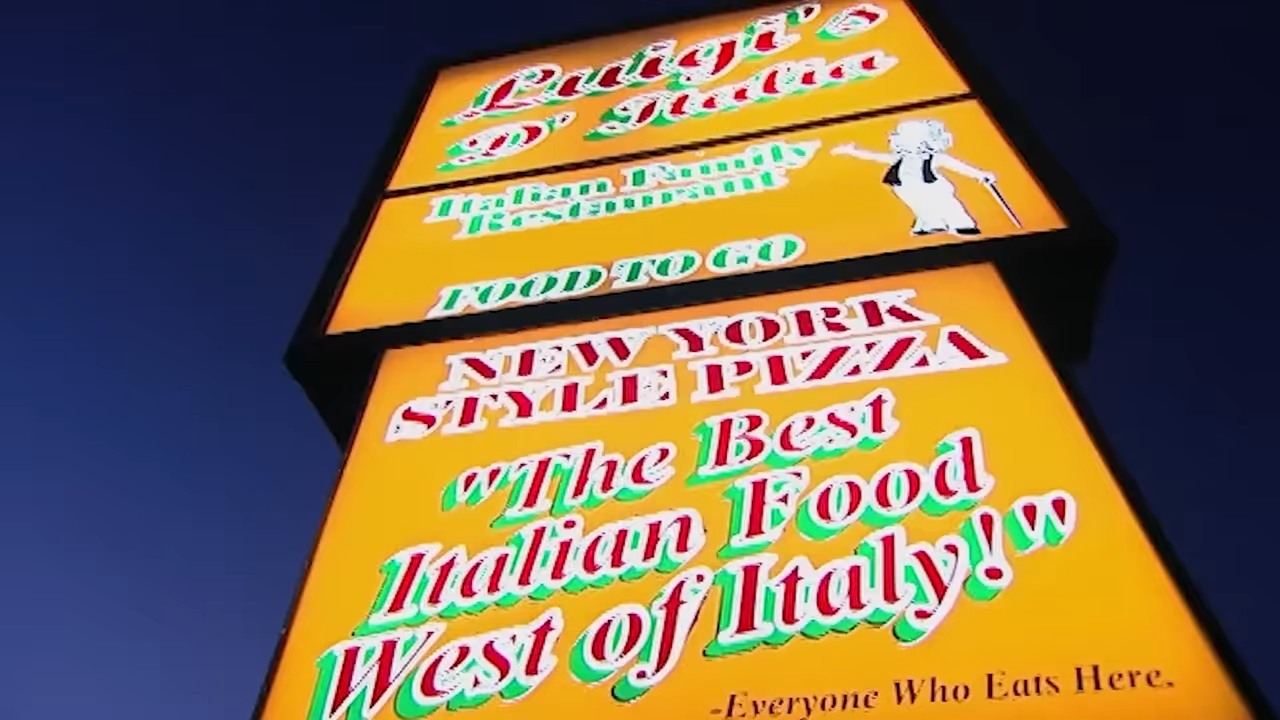 Luigi's
D' Italia
Italian Family
Restaurant
FOOD TO GO
NEW YORK
STYLE PIZZA
"The Best
Italian Food
West of Italy!"
-Everyone Who Eats Here.